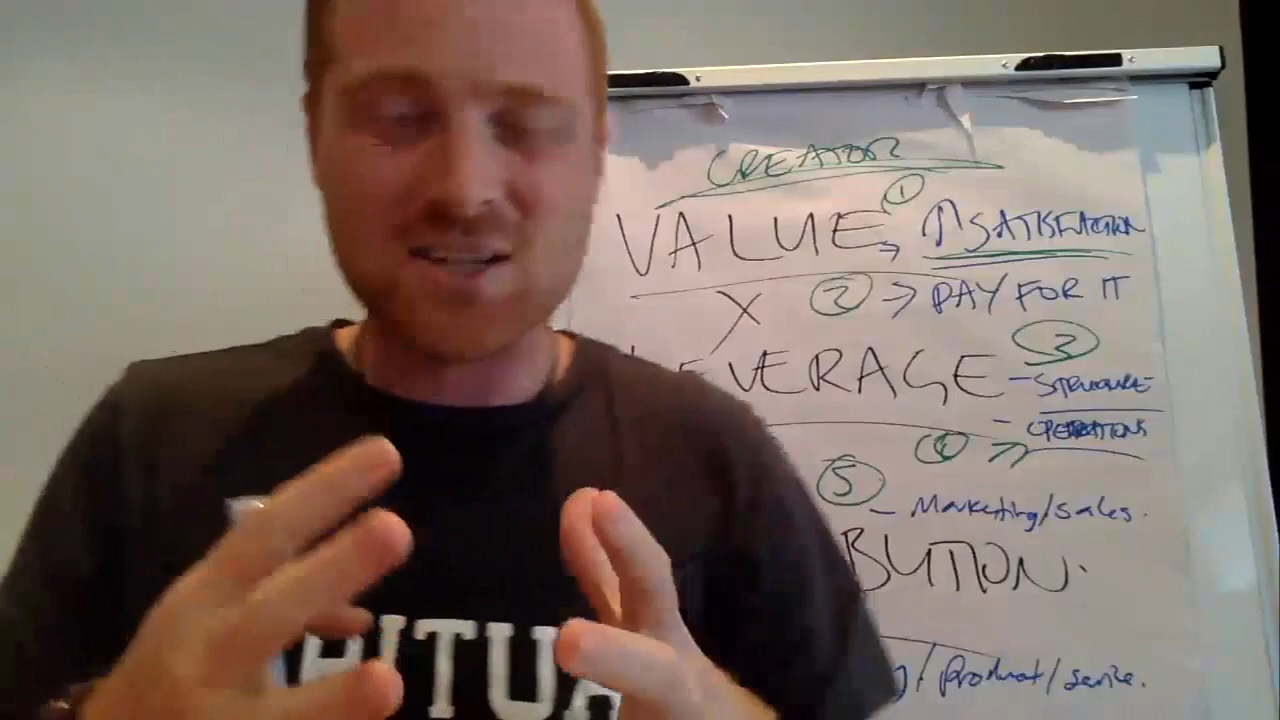 CREATOR
VALUE → ↑ SATISFACTION
1
X 2 → PAY FOR IT
EVERAGE - STRUCTURE
3
- OPERATIONS
4 →
5 - Marketing/sales.
BUTION.
/ Product/service.
RITUA